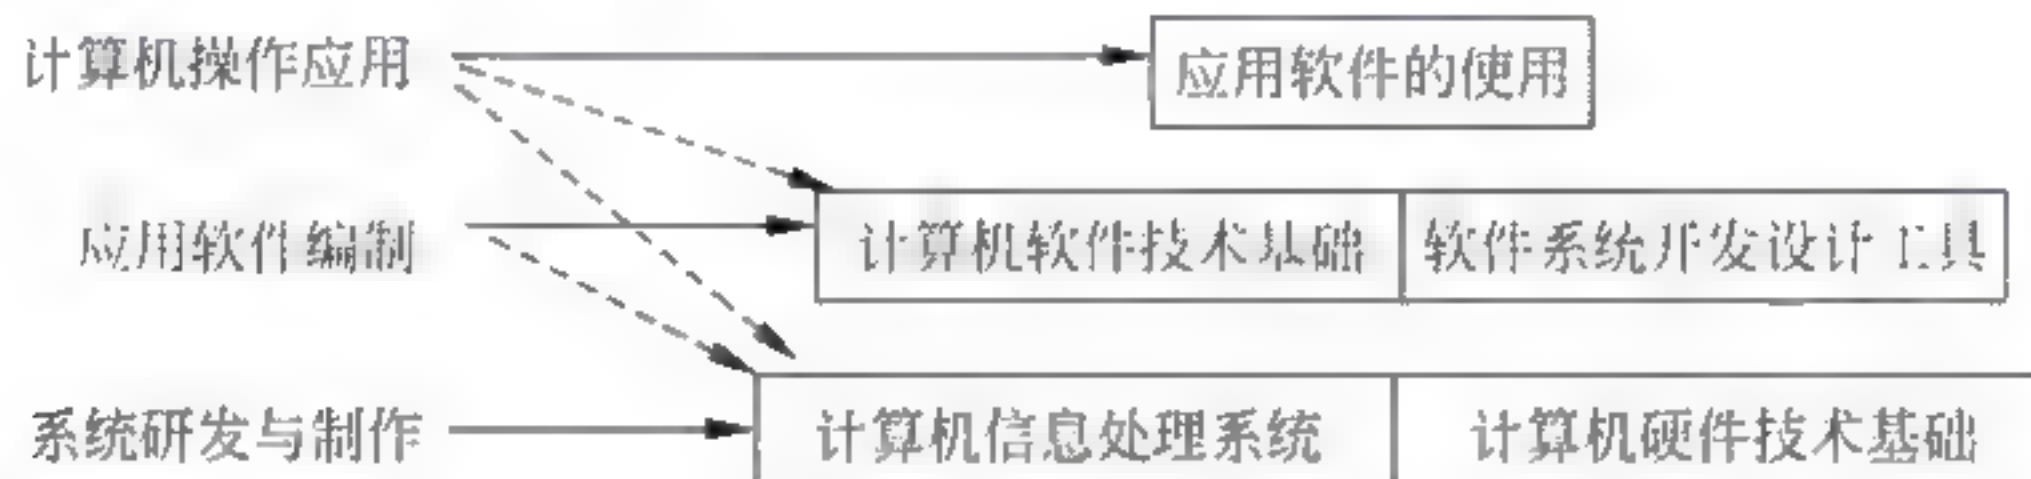 计算机操作应用 应用软件的使用
应用软件编制 计算机软件技术基础 软件系统开发设计工具
系统研发与制作 计算机信息处理系统 计算机硬件技术基础